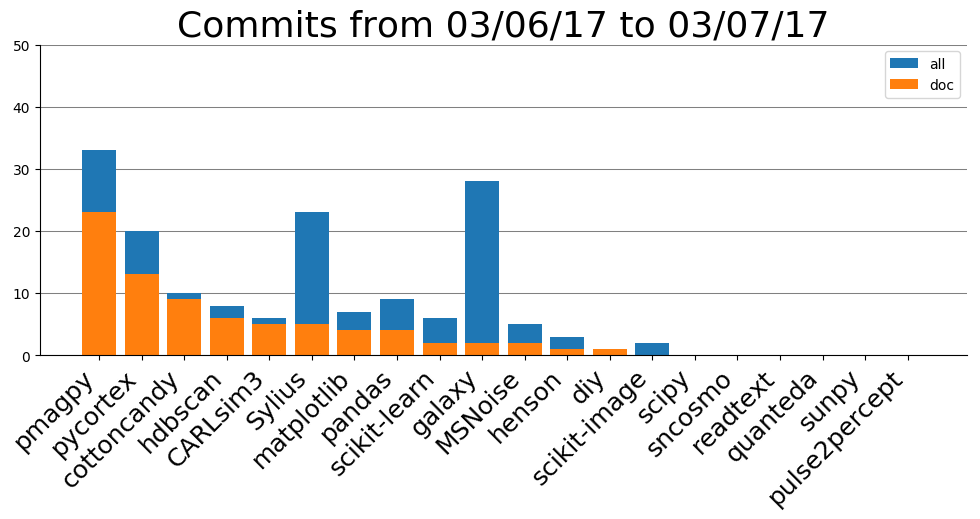 Commits from 03/06/17 to 03/07/17
all
doc
50
40
30
20
10
0
pmagpy
pycortex
cottoncandy
hdbscan
CARLsim3
Sylius
matplotlib
pandas
scikit-learn
galaxy
MSNoise
henson
diy
scikit-image
scipy
sncosmo
readtext
quanteda
sunpy
pulse2percept